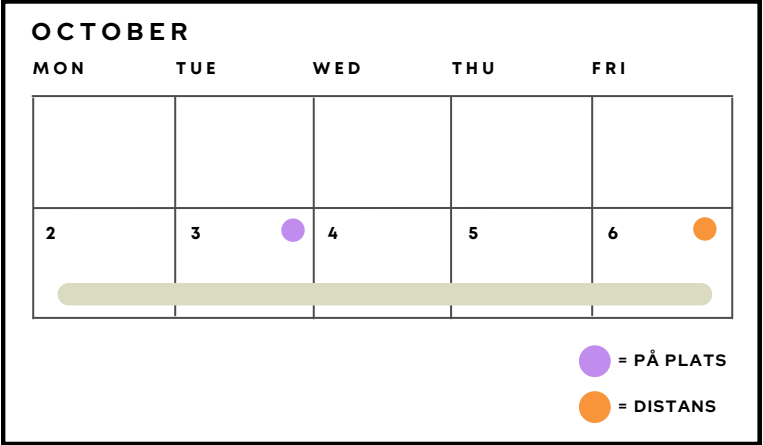 OCTOBER
MON TUE WED THU FRI
2 3 4 5 6
= PÅ PLATS
= DISTANS